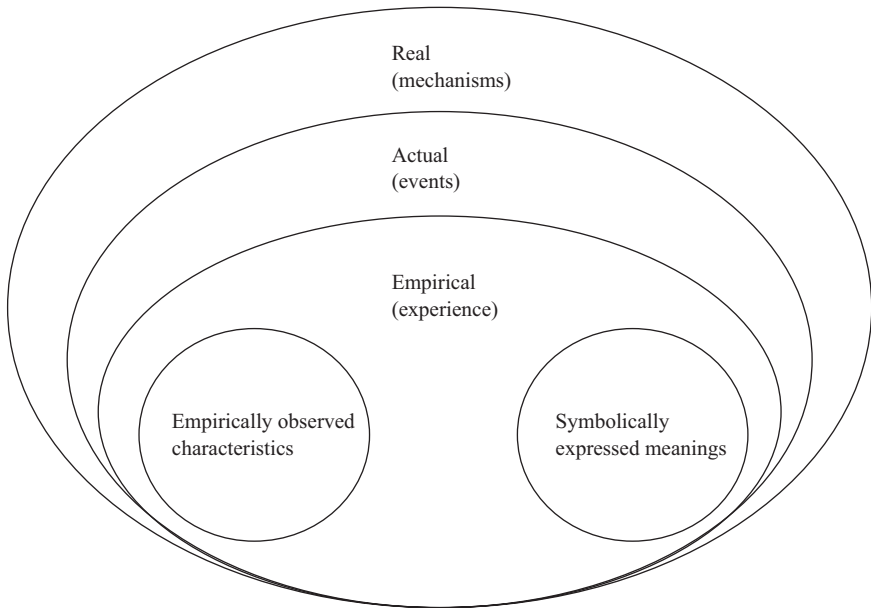 Real
(mechanisms)
Actual
(events)
Empirical
(experience)
Empirically observed
characteristics
Symbolically
expressed meanings